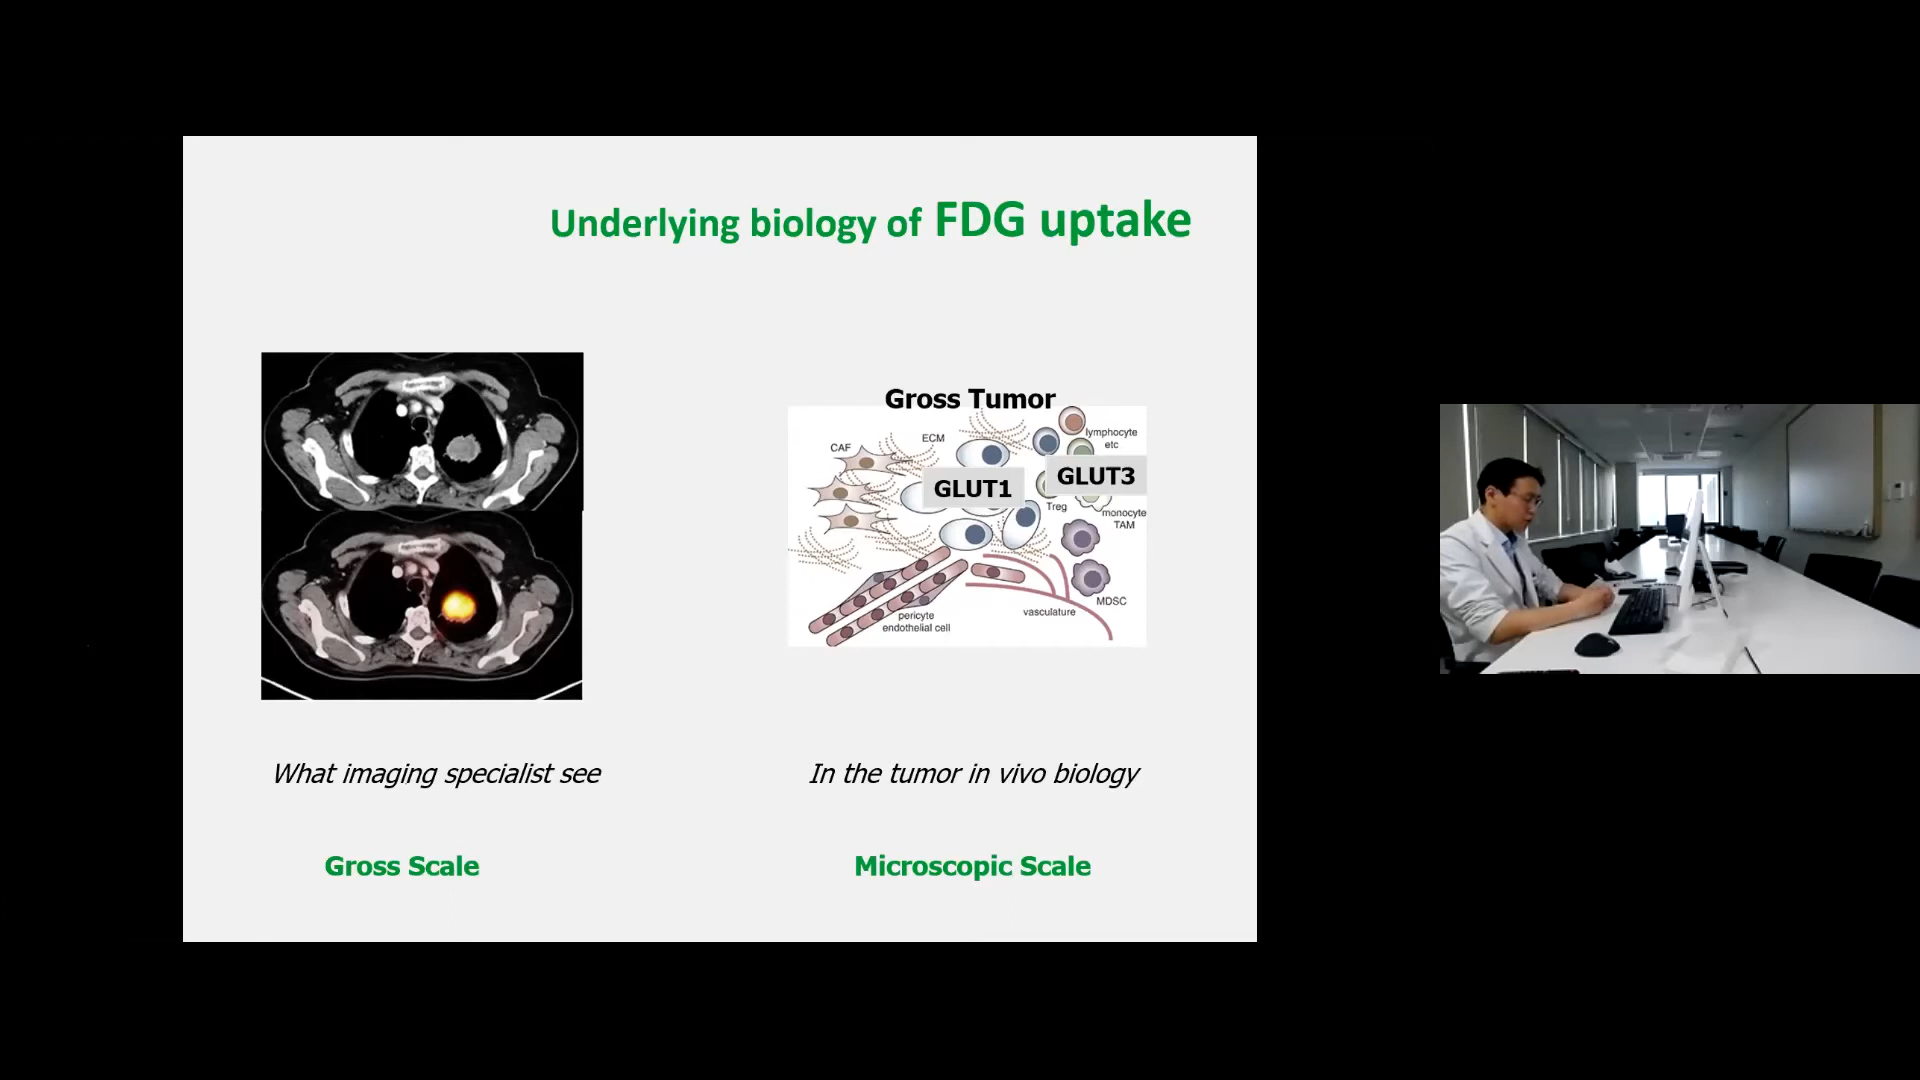 Underlying biology of FDG uptake
Gross Tumor
CAF
ECM
lymphocyte
etc
GLUT1
GLUT3
Treg
monocyte
TAM
MDSC
vasculature
pericyte
endothelial cell
What imaging specialist see
In the tumor in vivo biology
Gross Scale
Microscopic Scale